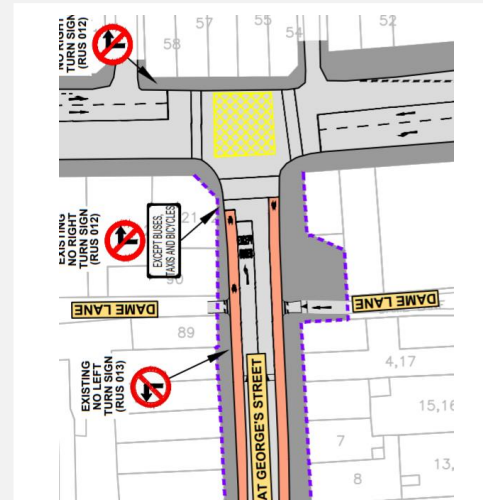 NO RIGHT
TURN SIGN
(RUS 012)
58
57
55
54
52
EXISTING
NO RIGHT
TURN SIGN
(RUS 012)
EXCEPT BUSES,
TAXIS AND BICYCLES
21
90
DAME LANE
DAME LANE
89
EXISTING
NO LEFT
TURN SIGN
(RUS 013)
AT GEORGE'S STREET
4,17
15,16
7
8
13,